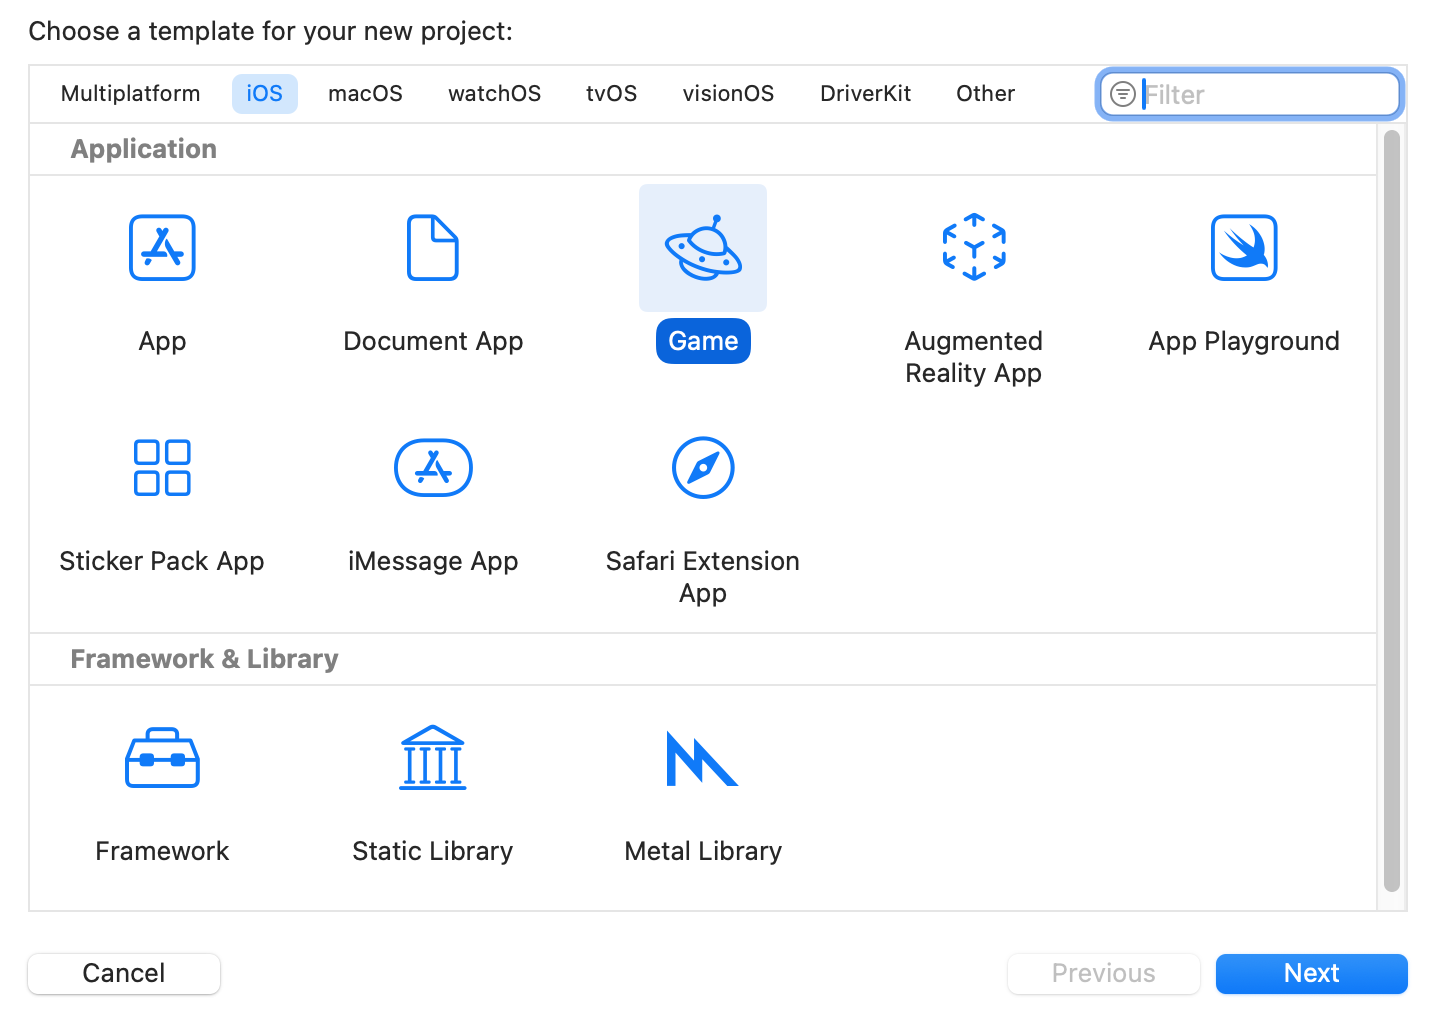 Choose a template for your new project:
Multiplatform iOS macOS watchOS tvOS visionOS DriverKit Other Filter
Application
App Document App Game Augmented Reality App App Playground
Sticker Pack App iMessage App Safari Extension App
Framework & Library
Framework Static Library Metal Library
Cancel Previous Next